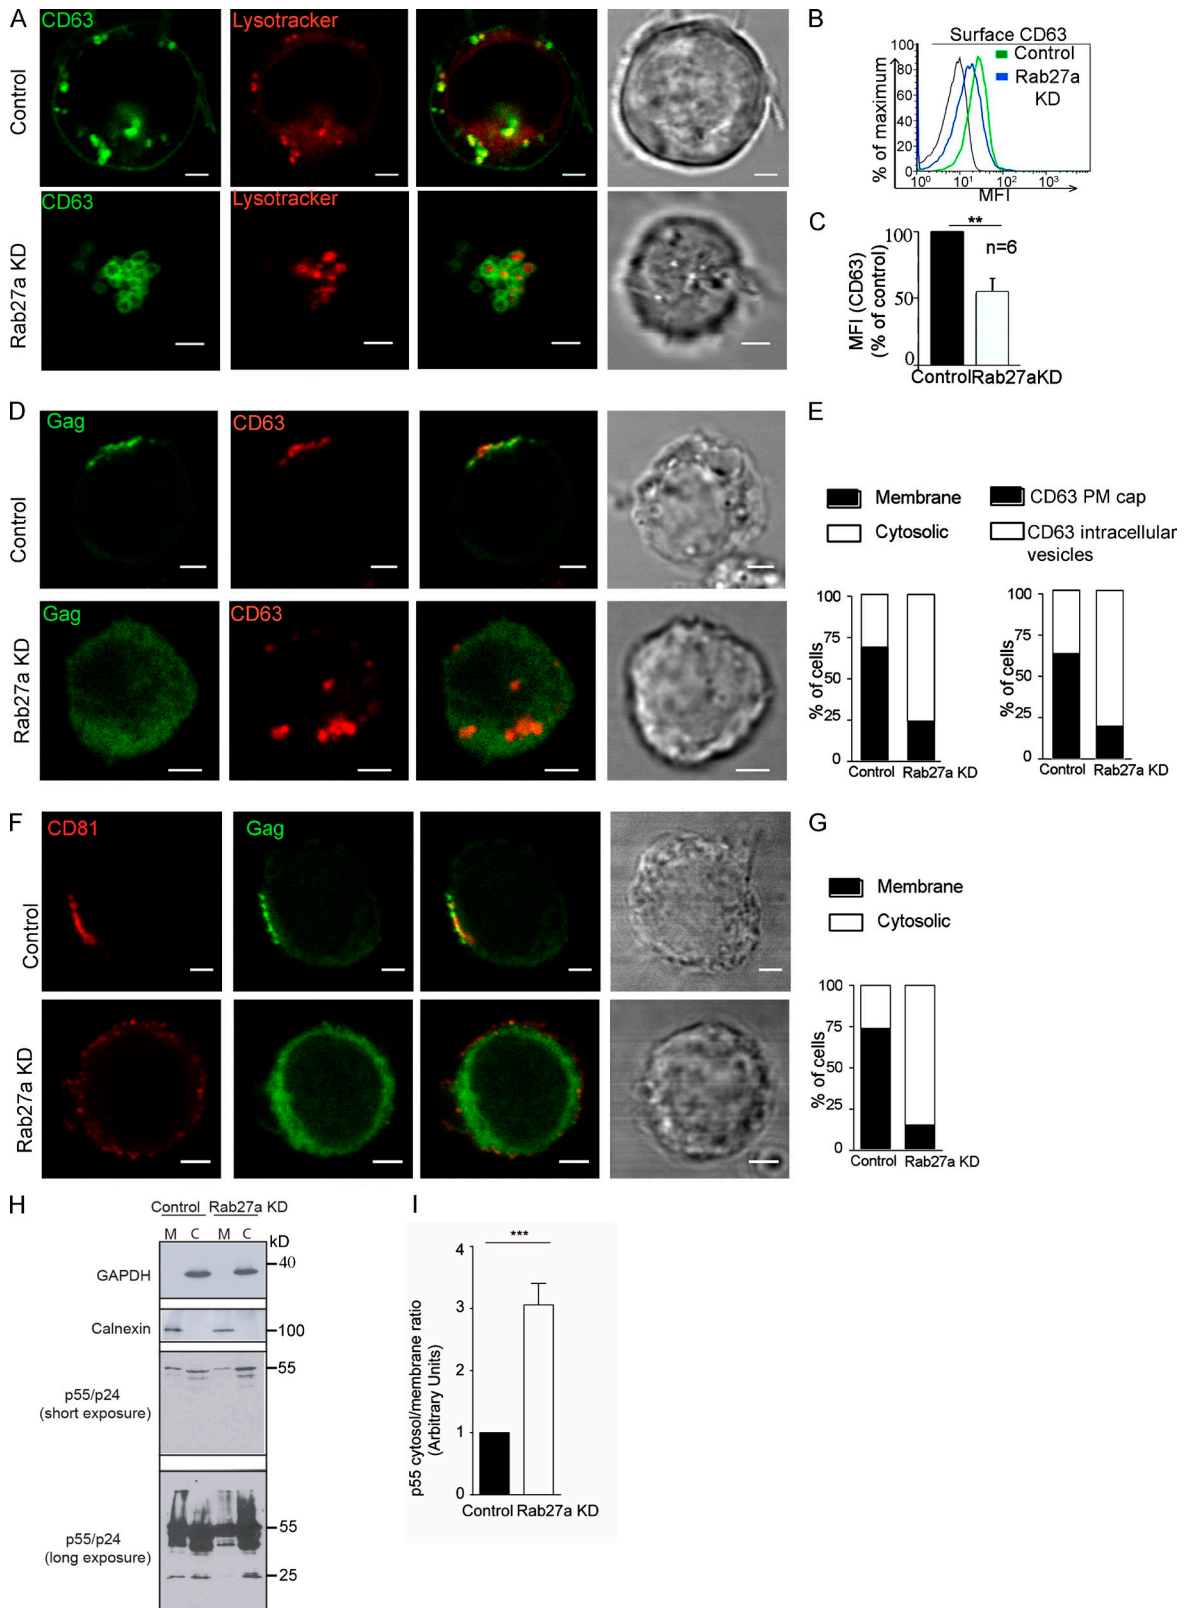 A
CD63
Lysotracker
Control
CD63
Lysotracker
Rab27a KD
B
Surface CD63
Control
Rab27a
KD
% of maximum
100
80
60
40
20
0
10⁰
10¹
10²
10³
MFI
C
**
n=6
MFI (CD63)
(% of control)
100
50
0
Control
Rab27aKD
D
Gag
CD63
Control
Gag
CD63
Rab27a KD
E
Membrane
Cytosolic
CD63 PM cap
CD63 intracellular
vesicles
% of cells
100
75
50
25
0
Control
Rab27a KD
% of cells
100
75
50
25
0
Control
Rab27a KD
F
CD81
Gag
Control
Rab27a KD
G
Membrane
Cytosolic
% of cells
100
75
50
25
0
Control
Rab27a KD
H
Control Rab27a KD
M C M C
kD
GAPDH
40
Calnexin
100
p55/p24
(short exposure)
55
p55/p24
(long exposure)
55
25
I
***
p55 cytosol/membrane ratio
(Arbitrary Units)
4
3
2
1
0
Control Rab27a KD